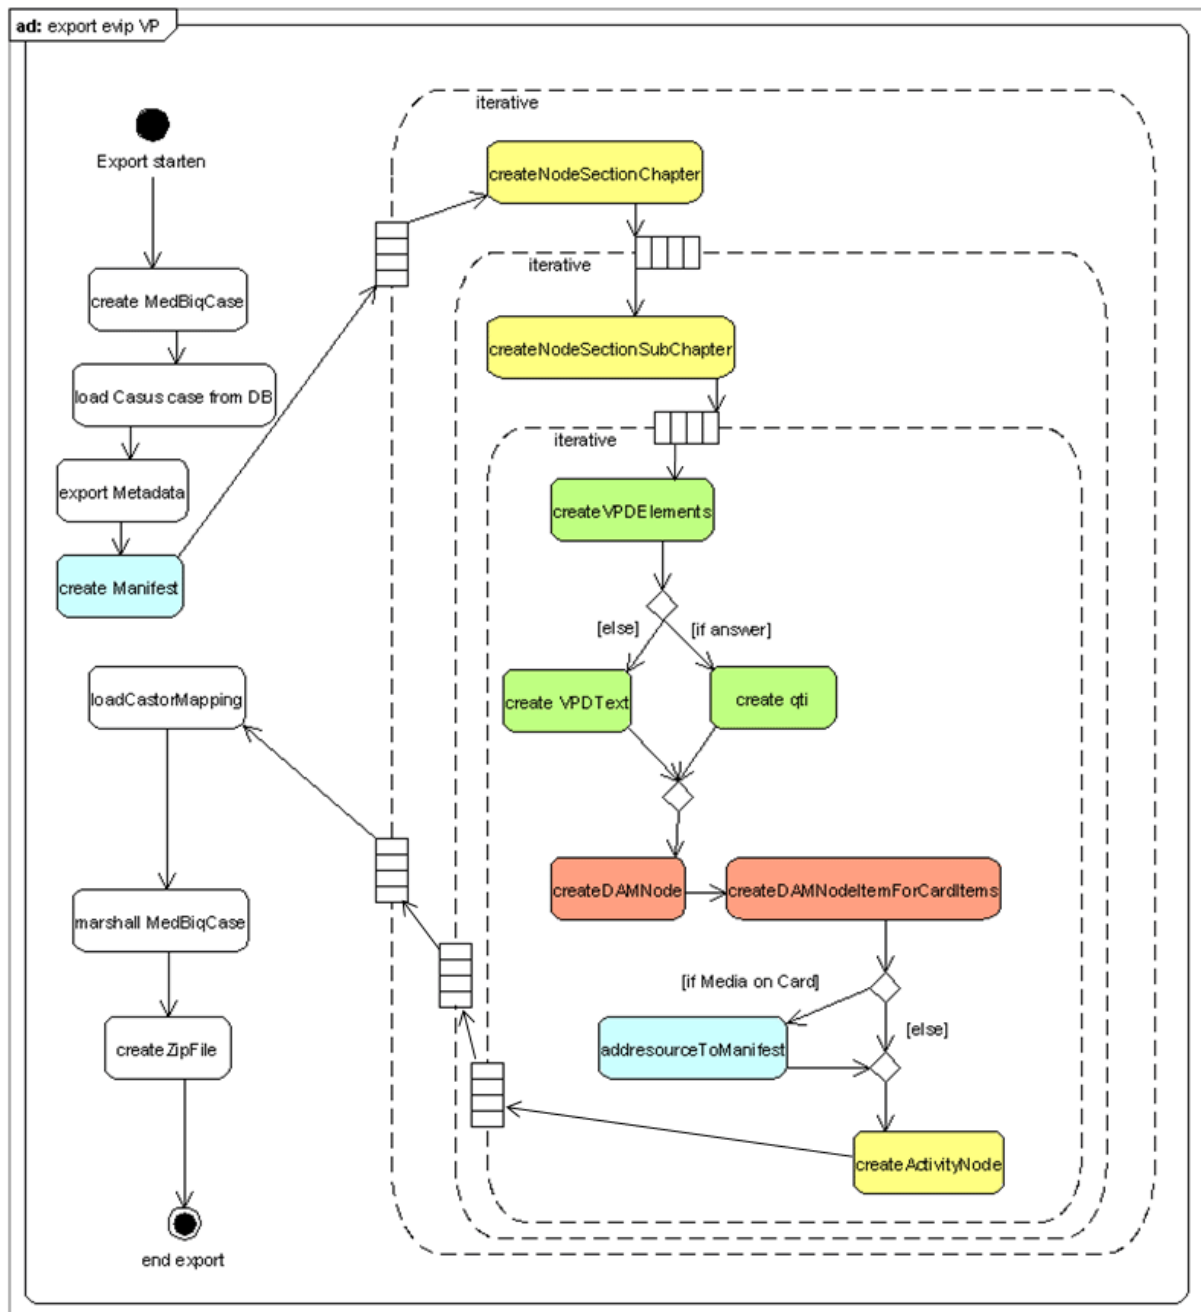 ad: export evip VP
Export starten
create MedBiqCase
load Casus case from DB
export Metadata
create Manifest
iterative
createNodeSectionChapter
iterative
createNodeSectionSubChapter
iterative
createVPDElements
[else]
[if answer]
create VPDText
create qti
createDAMNode
createDAMNodeItemForCardItems
[if Media on Card]
[else]
addresourceToManifest
createActivityNode
loadCastorMapping
marshall MedBiqCase
createZipFile
end export